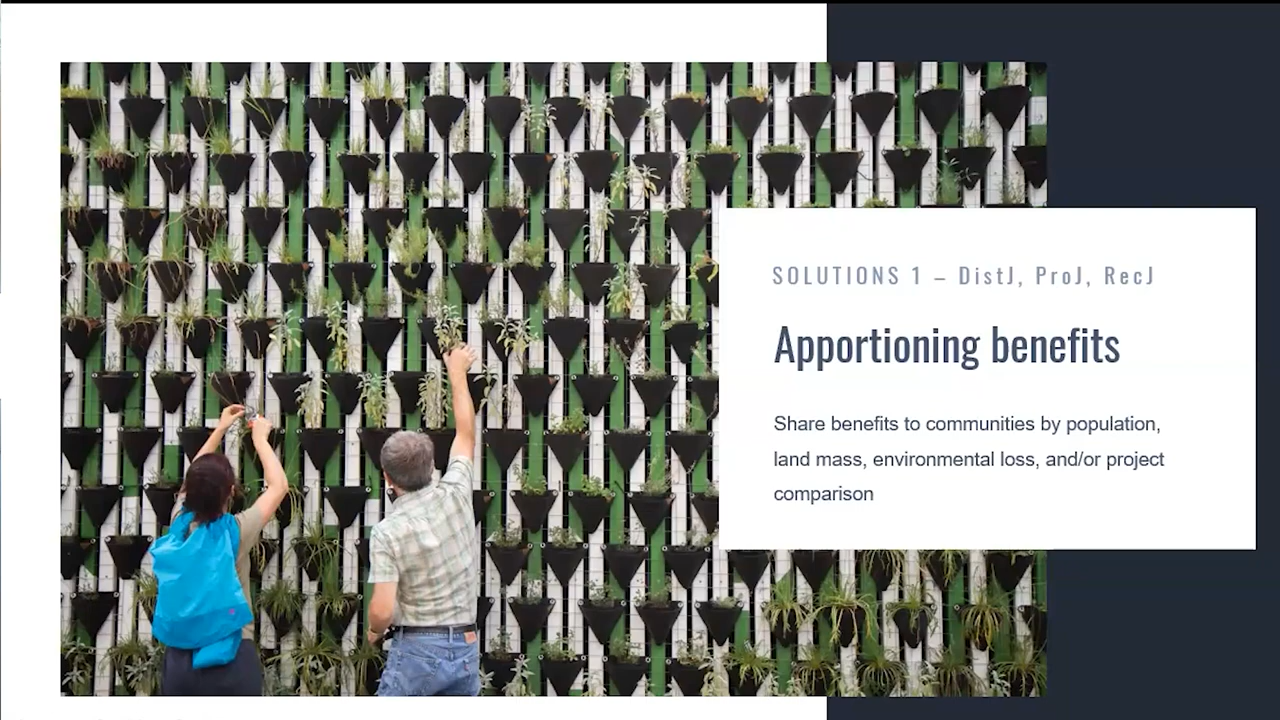 SOLUTIONS 1 – DistJ, ProJ, RecJ
Apportioning benefits
Share benefits to communities by population,
land mass, environmental loss, and/or project
comparison